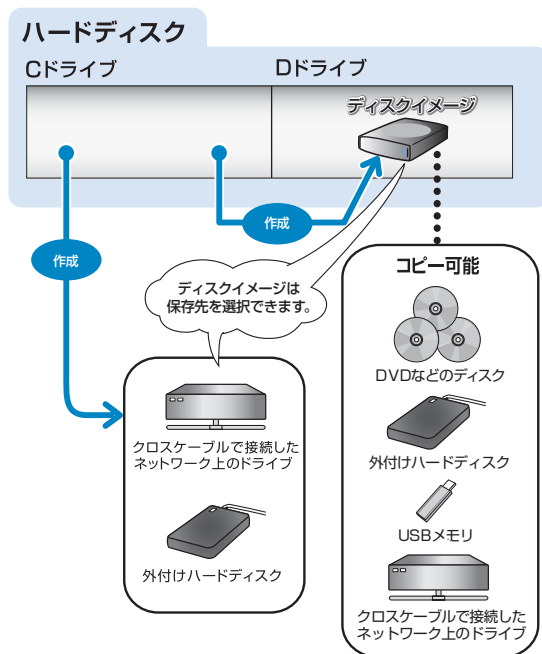 ハードディスク
Cドライブ
Dドライブ
ディスクイメージ
作成
作成
ディスクイメージは
保存先を選択できます。
クロスケーブルで接続した
ネットワーク上のドライブ
外付けハードディスク
コピー可能
DVDなどのディスク
外付けハードディスク
USBメモリ
クロスケーブルで接続した
ネットワーク上のドライブ